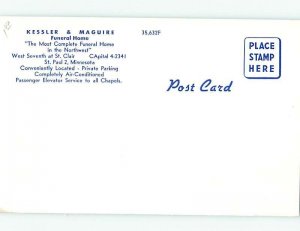 KESSLER & MAGUIRE 35,632F
Funeral Home
"The Most Complete Funeral Home
in the Northwest"
West Seventh at St. Clair CApital 4-2341
St. Paul 2, Minnesota
Conveniently Located - Private Parking
Completely Air-Conditioned
Passenger Elevator Service to all Chapels.
PLACE
STAMP
HERE
Post Card